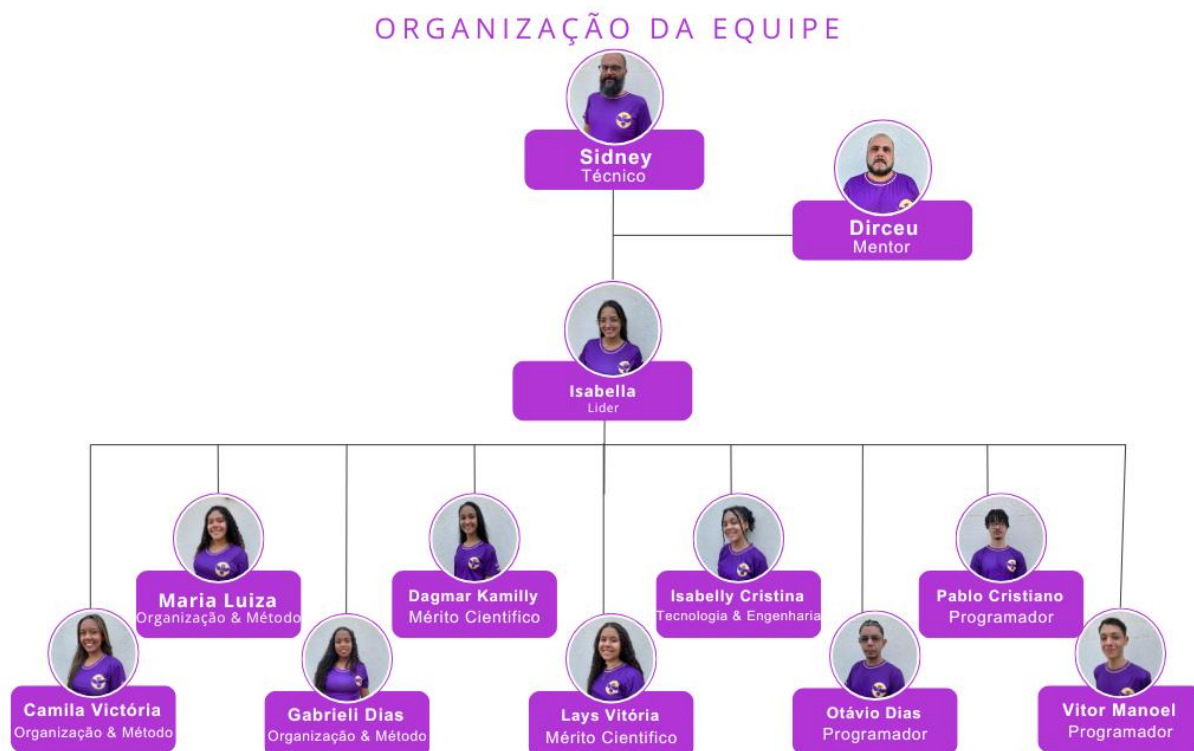 ORGANIZAÇÃO DA EQUIPE
Sidney
Técnico
Dirceu
Mentor
Isabella
Lider
Maria Luiza
Organização & Método
Dagmar Kamilly
Mérito Cientifico
Isabelly Cristina
Tecnologia & Engenharia
Pablo Cristiano
Programador
Camila Victória
Organização & Método
Gabrieli Dias
Organização & Método
Lays Vitória
Mérito Cientifico
Otávio Dias
Programador
Vitor Manoel
Programador